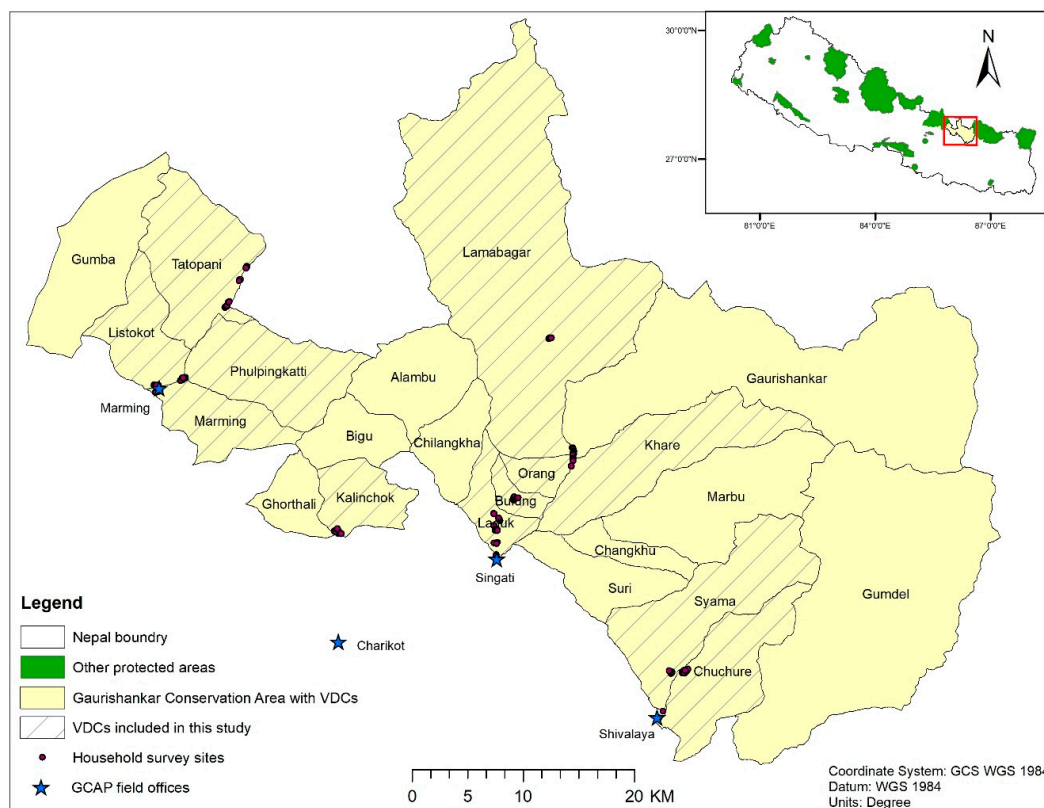 30°0'0"N
27°0'0"N
81°0'0"E
84°0'0"E
87°0'0"E
N
Gumba
Tatopani
Lamabagar
Listokot
Phulpingkatti
Alambu
Gaurishankar
Marming
Marming
Bigu
Chilangkha
Khare
Orang
Ghorthali
Kalinchok
Bulung
Marbu
Laduk
Changkhu
Singati
Suri
Syama
Gumdel
Chuchure
Shivalaya
Charikot
Legend
Nepal boundry
Other protected areas
Gaurishankar Conservation Area with VDCs
VDCs included in this study
Household survey sites
GCAP field offices
0 5 10 20 KM
Coordinate System: GCS WGS 1984
Datum: WGS 1984
Units: Degree